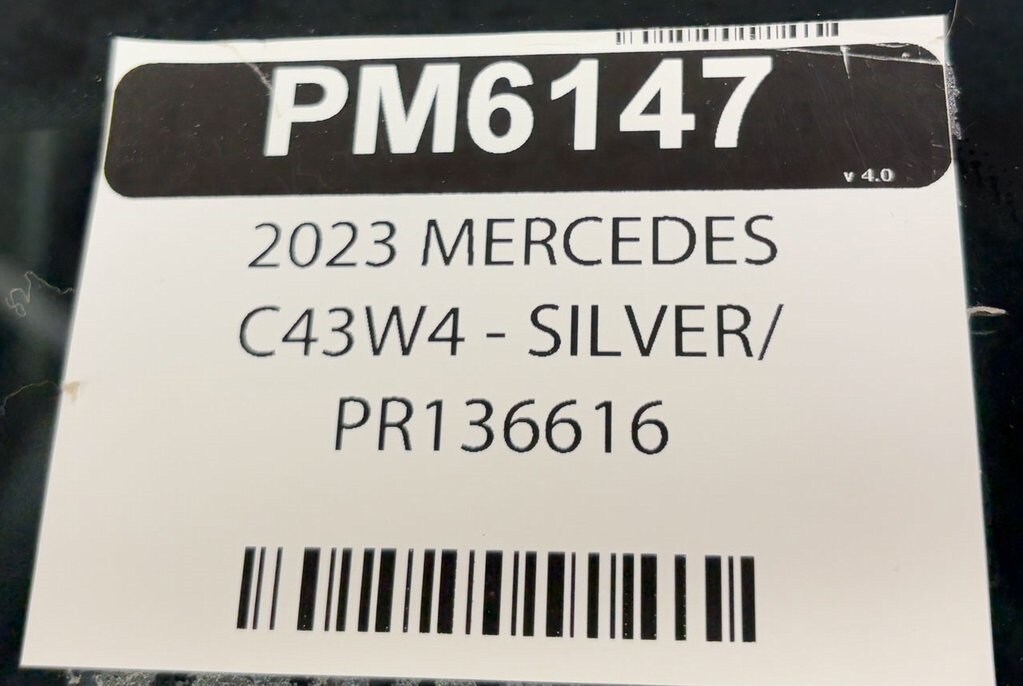 PM6147
v 4.0
2023 MERCEDES
C43W4 - SILVER/
PR136616